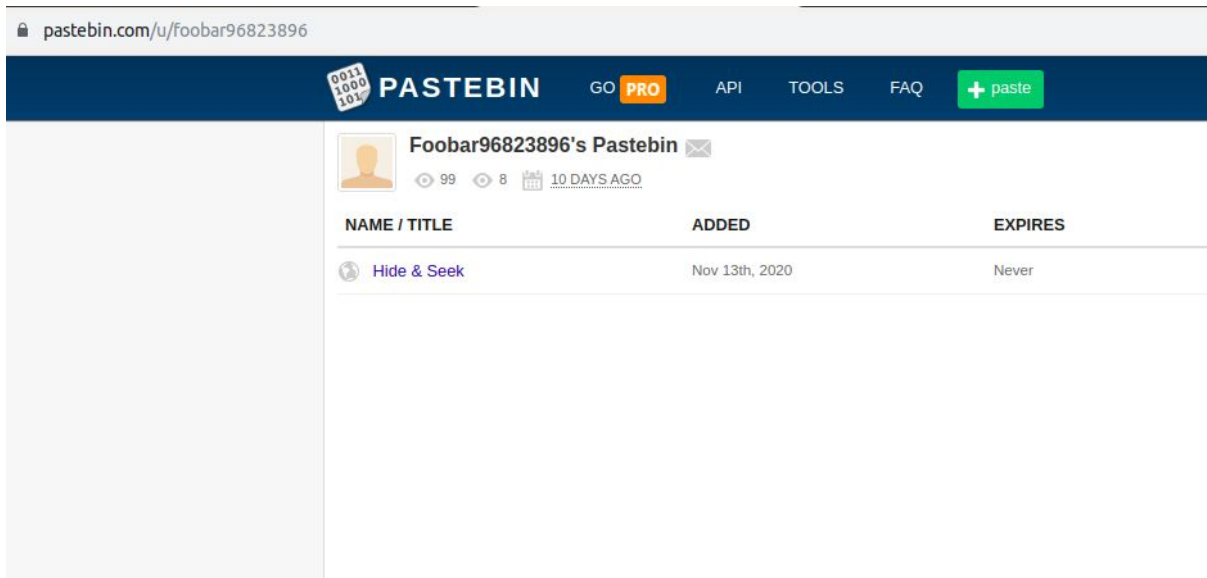 pastebin.com/u/foobar96823896
0011 1000 101 PASTEBIN GO PRO API TOOLS FAQ + paste
Foobar96823896's Pastebin
99 8 10 DAYS AGO
NAME / TITLE ADDED EXPIRES
Hide & Seek Nov 13th, 2020 Never